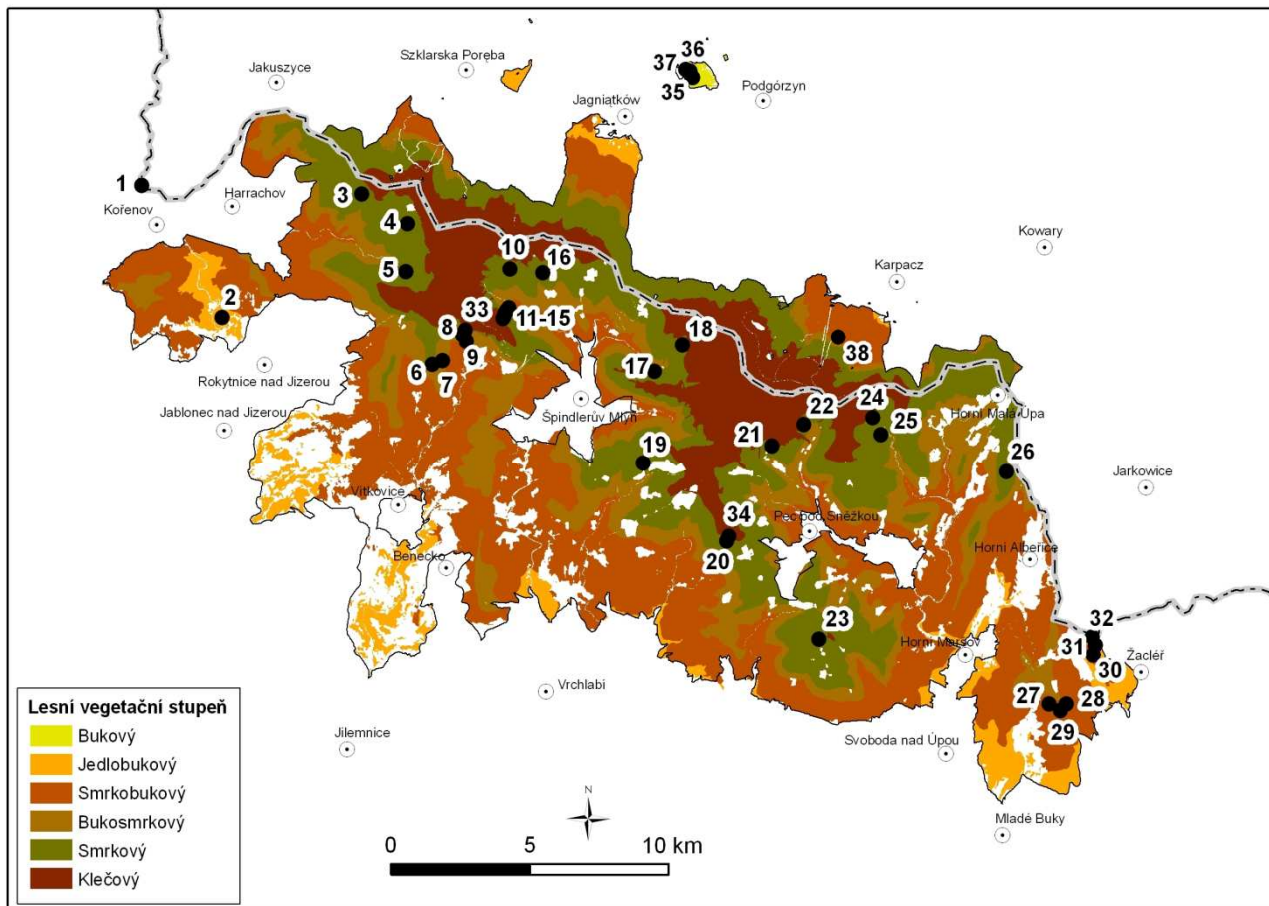 Szklarska Poręba
36
37
35
Jakuszyce
Podgórzyn
Jagniątków
1
3
Harrachov
Kořenov
4
Kowary
10
16
5
Karpacz
2
33
8
11-15
18
38
9
6
7
17
Rokytnice nad Jizerou
Špindlerův Mlýn
24
Horní Malá Úpa
22
25
Jablonec nad Jizerou
21
19
26
Jarkowice
Vítkovice
34
Pec pod Sněžkou
20
Horní Albeřice
Benecko
23
32
Horní Maršov
31
30
Žacléř
Vrchlabí
27
28
29
Jilemnice
Svoboda nad Úpou
Mladé Buky
N
0 5 10 km
Lesní vegetační stupeň
Bukový
Jedlobukový
Smrkobukový
Bukosmrkový
Smrkový
Klečový